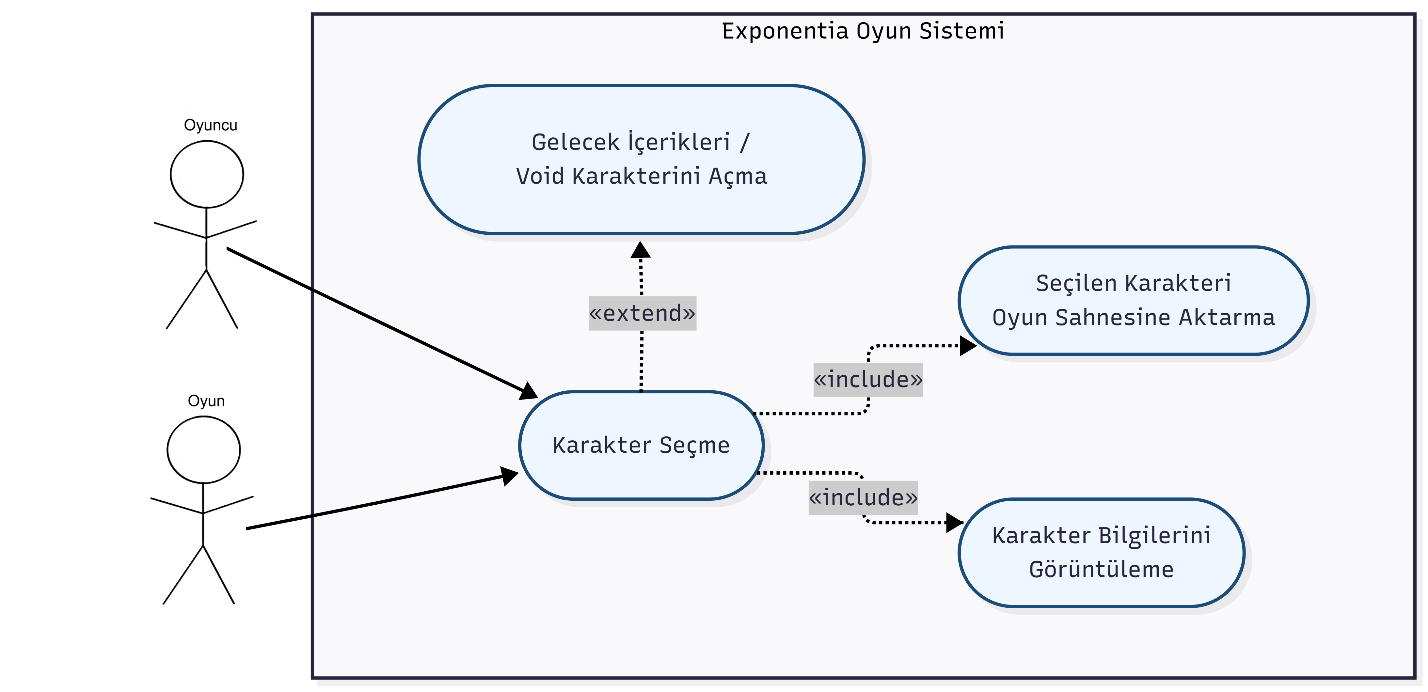 Exponentia Oyun Sistemi
Oyuncu
Gelecek İçerikleri /
Void Karakterini Açma
Seçilen Karakteri
Oyun Sahnesine Aktarma
«extend»
«include»
Oyun
Karakter Seçme
«include»
Karakter Bilgilerini
Görüntüleme